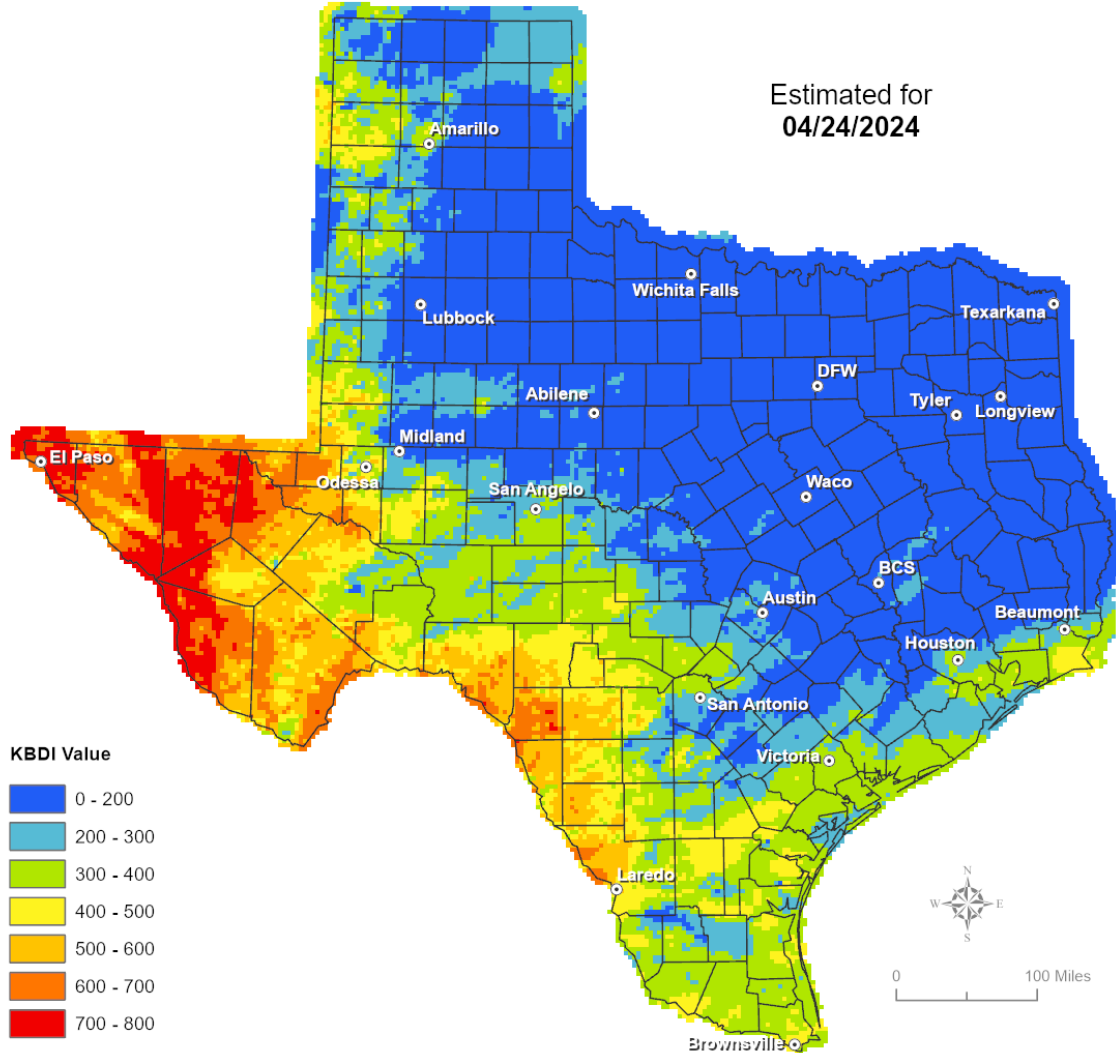 Estimated for
04/24/2024
Amarillo
Wichita Falls
Lubbock
Texarkana
DFW
Abilene
Tyler
Longview
Midland
El Paso
Odessa
San Angelo
Waco
BCS
Austin
Beaumont
Houston
San Antonio
Victoria
KBDI Value
0 - 200
200 - 300
300 - 400
400 - 500
500 - 600
600 - 700
700 - 800
Laredo
N
W E
S
0 100 Miles
Brownsville